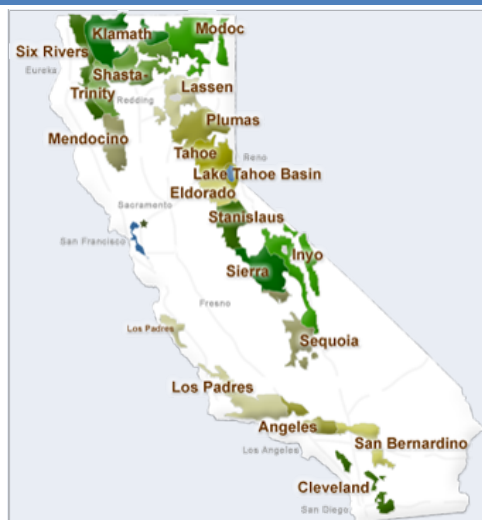 Klamath
Modoc
Six Rivers
Eureka
Shasta-
Trinity
Redding
Lassen
Plumas
Mendocino
Tahoe
Reno
Lake Tahoe Basin
Eldorado
Sacramento
Stanislaus
San Francisco
Inyo
Sierra
Fresno
Los Padres
Sequoia
Los Padres
Angeles
San Bernardino
Los Angeles
Cleveland
San Diego